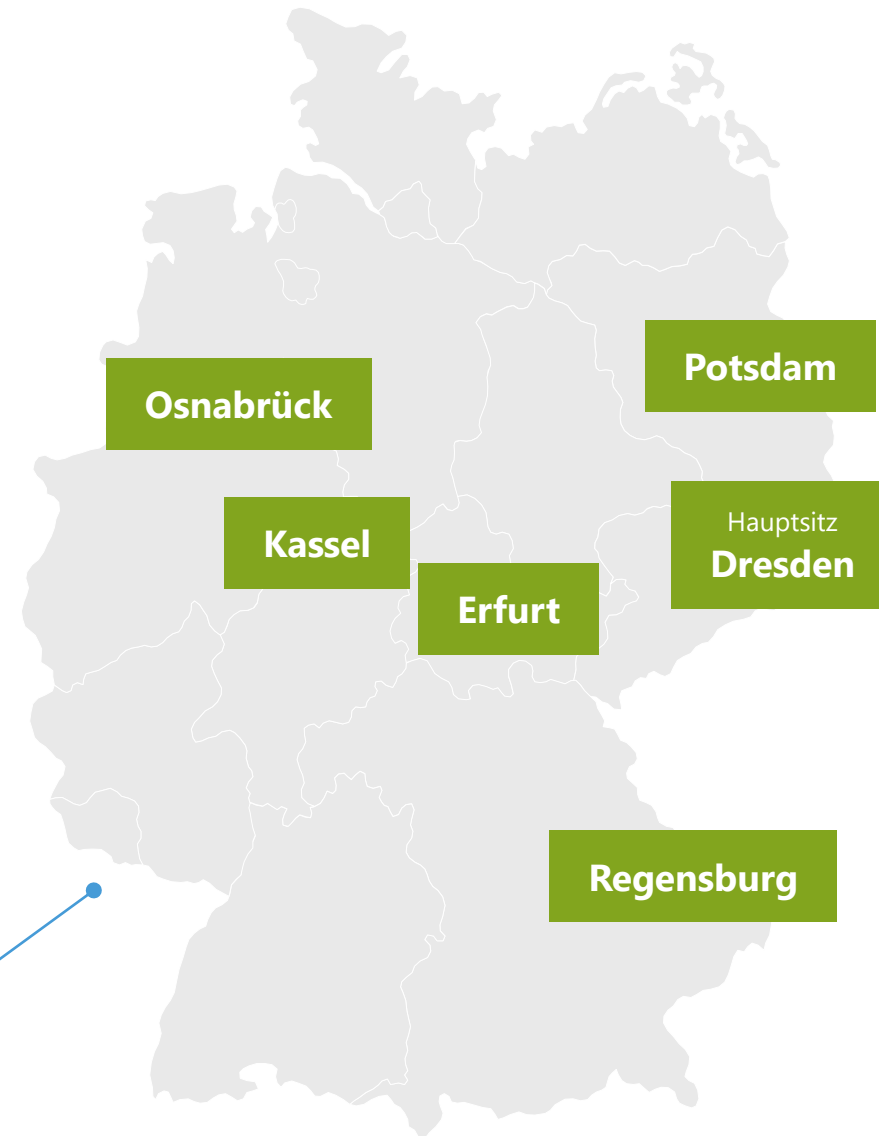 Potsdam
Osnabrück
Hauptsitz
Dresden
Kassel
Erfurt
Regensburg